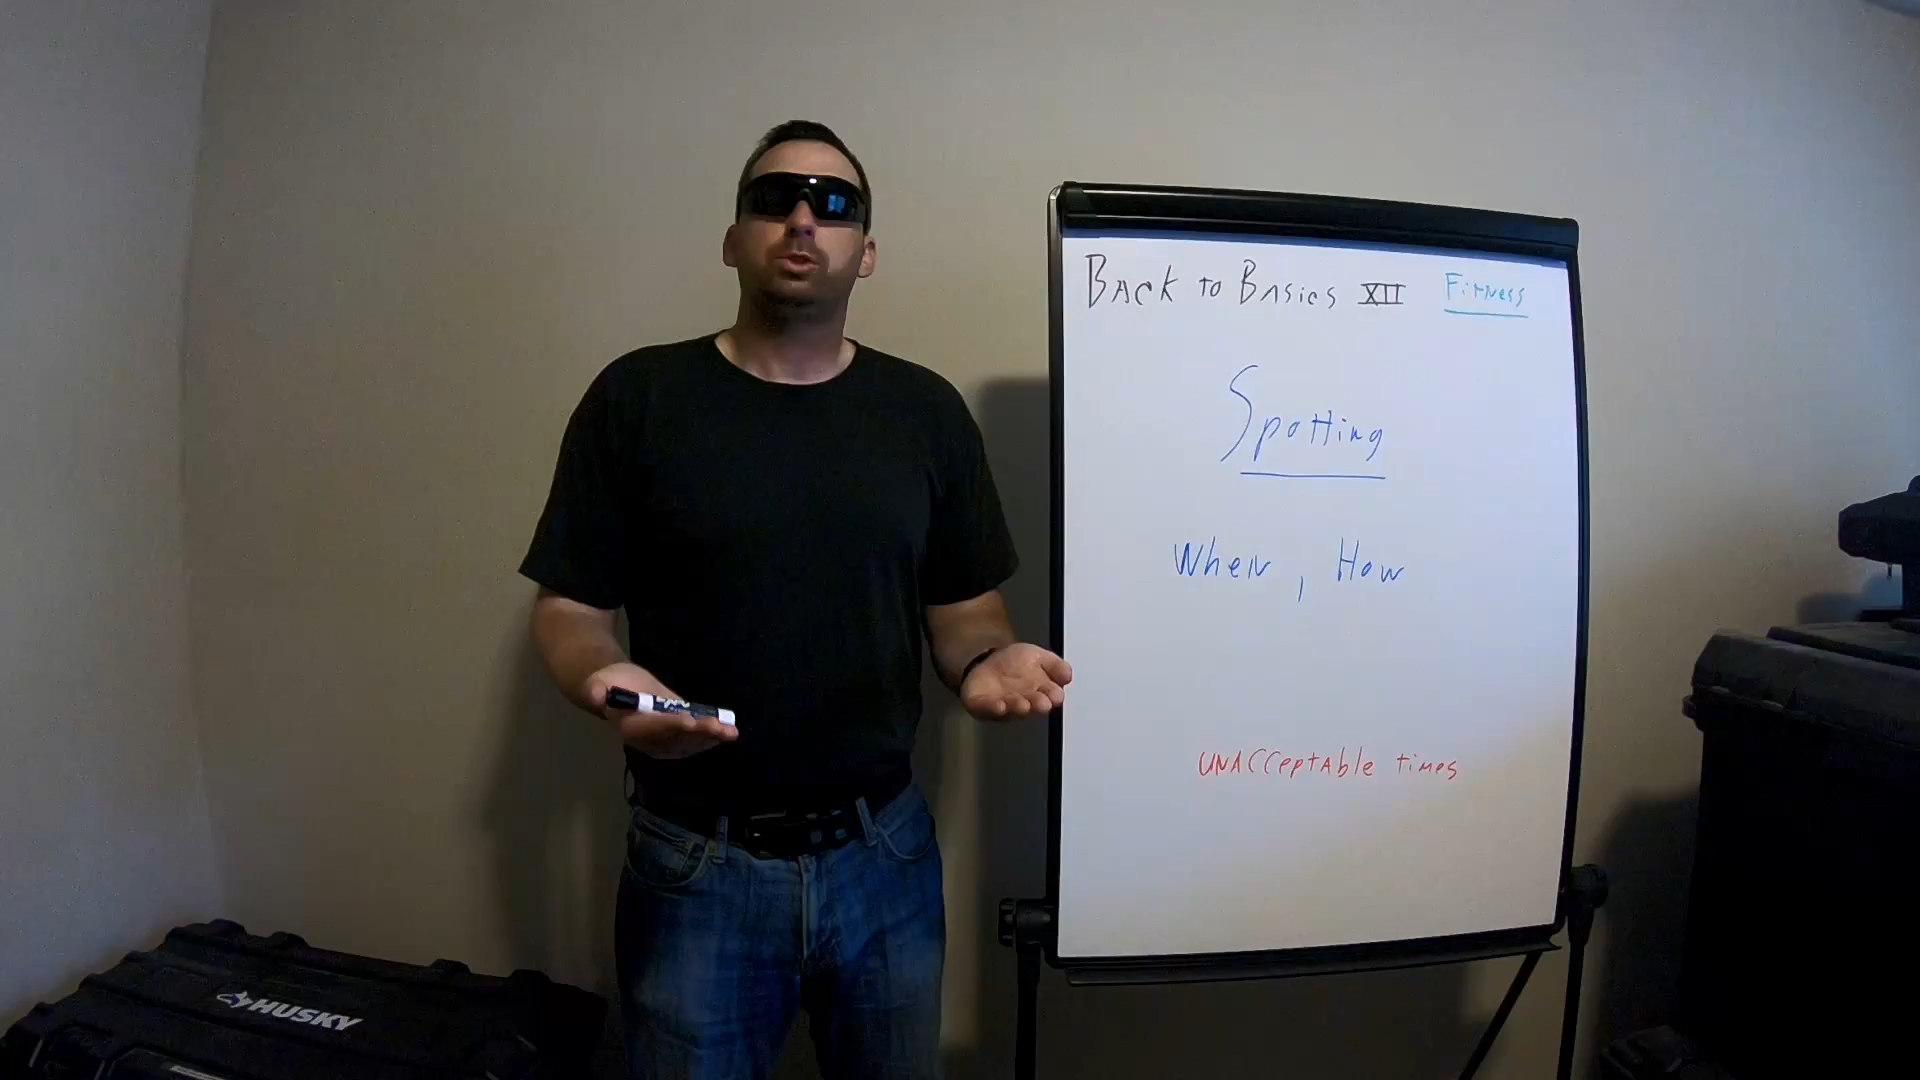 Back to Basics XII Fitness
Spotting
When, How
Unacceptable times
HUSKY